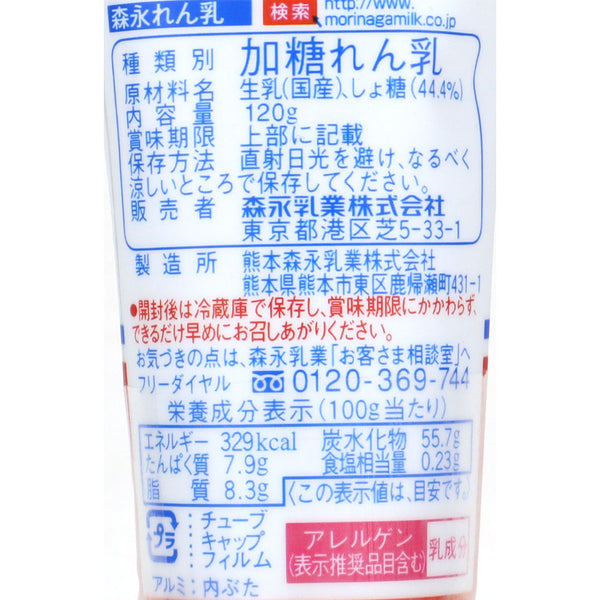 森永れん乳 検索 http://www.
morinagamilk.co.jp
種類別 加糖れん乳
原材料名 生乳(国産)、しょ糖(44.4%)
内容量 120g
賞味期限 上部に記載
保存方法 直射日光を避け、なるべく
涼しいところで保存してください。
販売者 森永乳業株式会社
東京都港区芝5-33-1
製造所 熊本森永乳業株式会社
熊本県熊本市東区鹿帰瀬町431-1
●開封後は冷蔵庫で保存し、賞味期限にかかわらず、
できるだけ早めにお召しあがりください。
お気づきの点は、森永乳業「お客さま相談室」へ
フリーダイヤル 0120-369-744
栄養成分表示(100g当たり)
エネルギー 329kcal 炭水化物 55.7g
たんぱく質 7.9g 食塩相当量 0.23g
脂質 8.3g 〈この表示値は、目安です。〉
プラ チューブ
キャップ
フィルム
アルミ:内ぶた
アレルゲン
(表示推奨品目含む) 乳成分